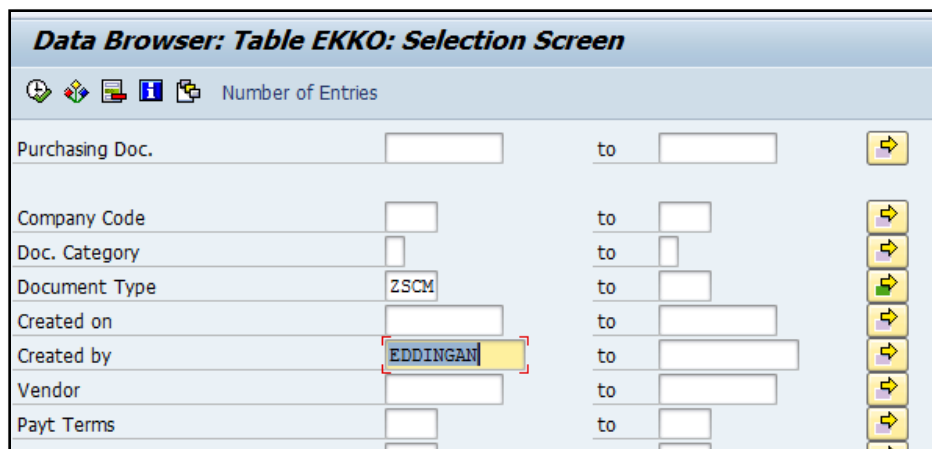 Data Browser: Table EKKO: Selection Screen
Number of Entries
Purchasing Doc. to
Company Code to
Doc. Category to
Document Type ZSCM to
Created on to
Created by EDDINGAN to
Vendor to
Payt Terms to